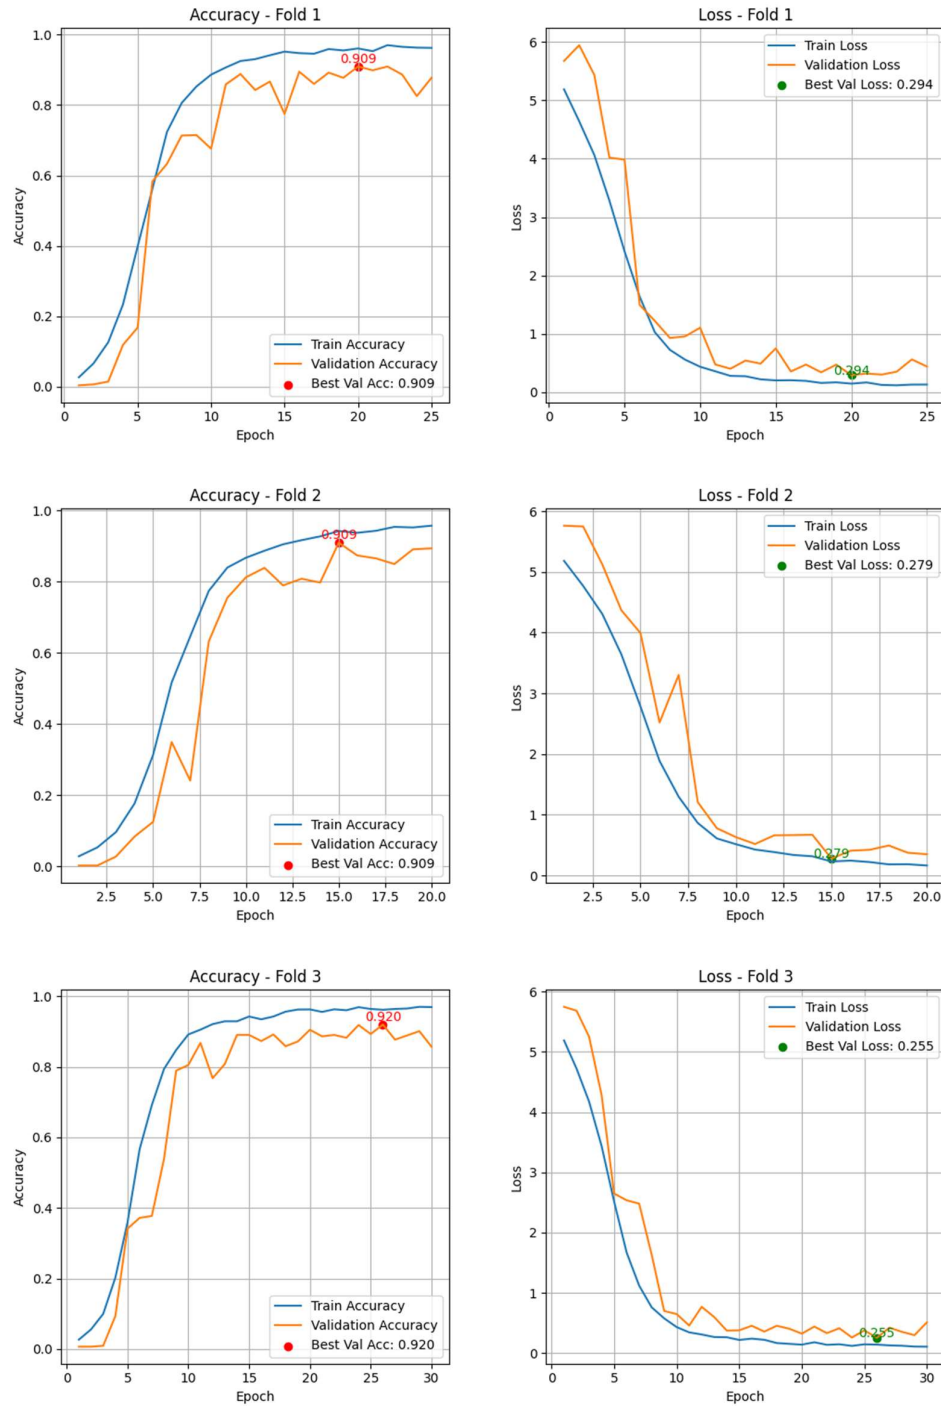 Accuracy - Fold 1
1.0
0.8
0.6
0.4
0.2
0.0
Accuracy
0.909
Train Accuracy
Validation Accuracy
Best Val Acc: 0.909
0 5 10 15 20 25
Epoch
Loss - Fold 1
6
5
4
3
2
1
0
Loss
Train Loss
Validation Loss
Best Val Loss: 0.294
0.294
0 5 10 15 20 25
Epoch
Accuracy - Fold 2
1.0
0.8
0.6
0.4
0.2
0.0
Accuracy
0.909
Train Accuracy
Validation Accuracy
Best Val Acc: 0.909
2.5 5.0 7.5 10.0 12.5 15.0 17.5 20.0
Epoch
Loss - Fold 2
6
5
4
3
2
1
0
Loss
Train Loss
Validation Loss
Best Val Loss: 0.279
0.279
2.5 5.0 7.5 10.0 12.5 15.0 17.5 20.0
Epoch
Accuracy - Fold 3
1.0
0.8
0.6
0.4
0.2
0.0
Accuracy
0.920
Train Accuracy
Validation Accuracy
Best Val Acc: 0.920
0 5 10 15 20 25 30
Epoch
Loss - Fold 3
6
5
4
3
2
1
0
Loss
Train Loss
Validation Loss
Best Val Loss: 0.255
0.255
0 5 10 15 20 25 30
Epoch